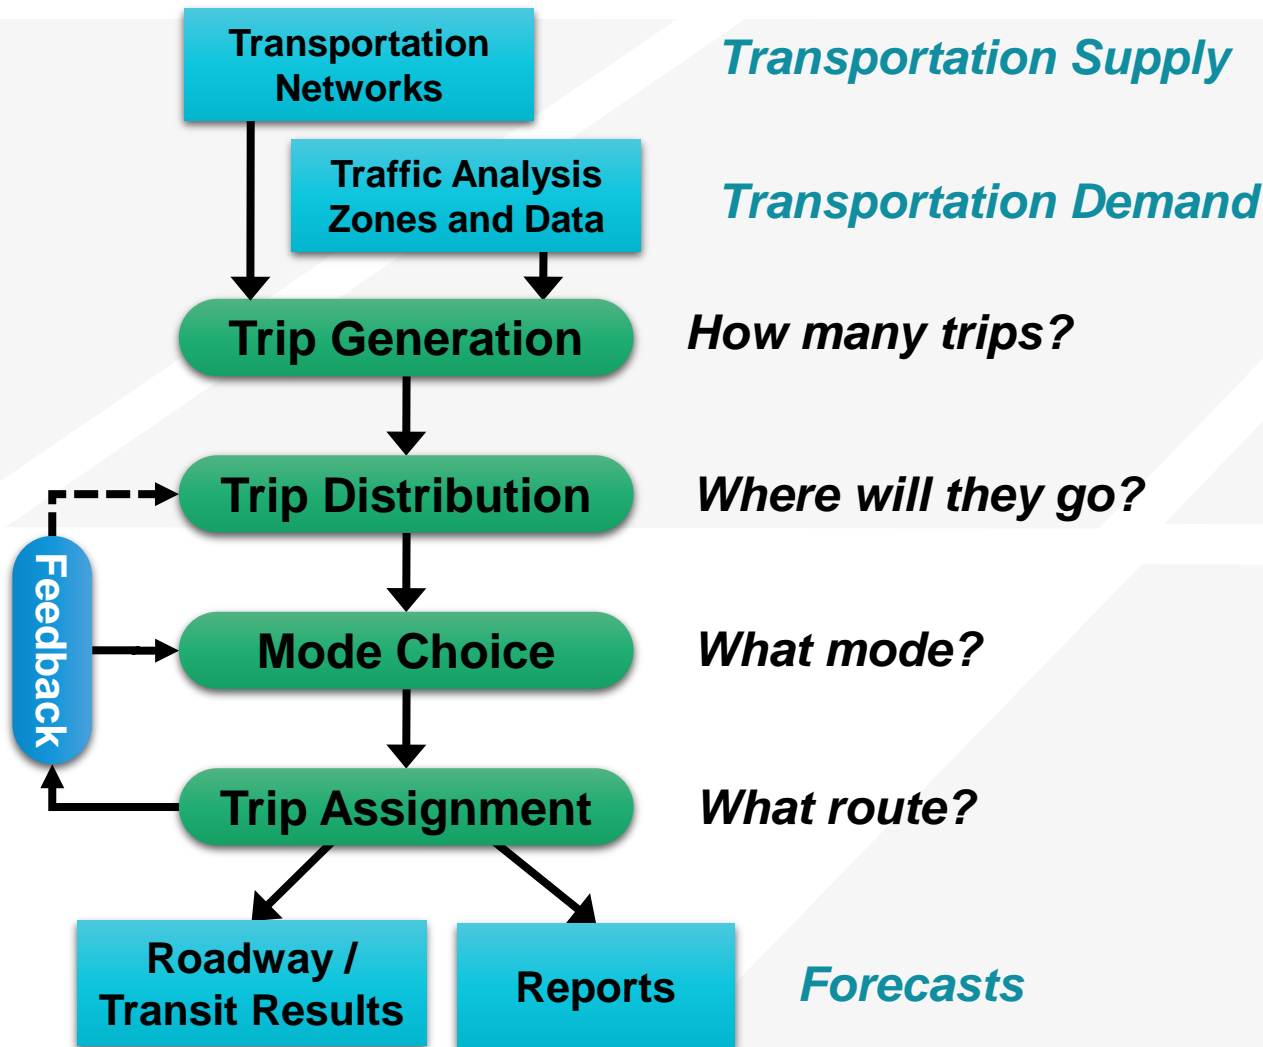 Transportation
Networks
Transportation Supply
Traffic Analysis
Zones and Data
Transportation Demand
Trip Generation
How many trips?
Trip Distribution
Where will they go?
Feedback
Mode Choice
What mode?
Trip Assignment
What route?
Roadway /
Transit Results
Reports
Forecasts